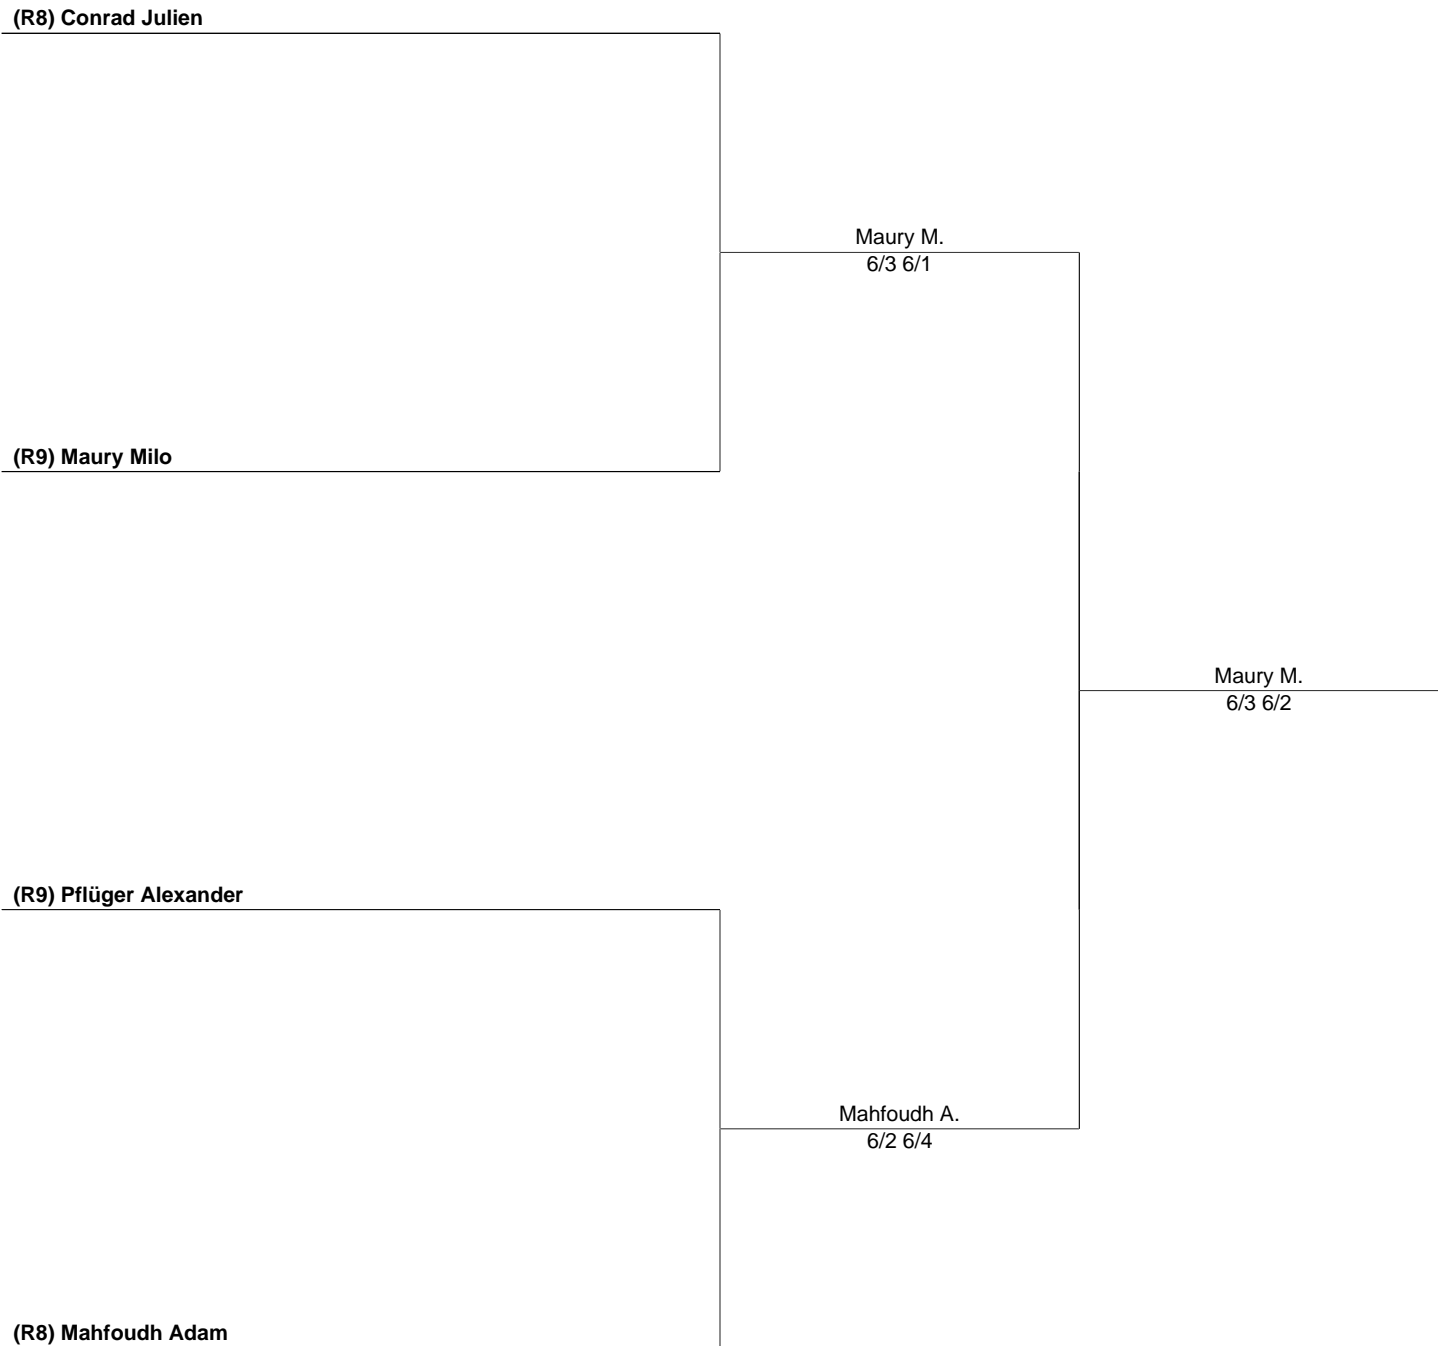 (R8) Conrad Julien
Maury M.
6/3 6/1
(R9) Maury Milo
Maury M.
6/3 6/2
(R9) Pflüger Alexander
Mahfoudh A.
6/2 6/4
(R8) Mahfoudh Adam